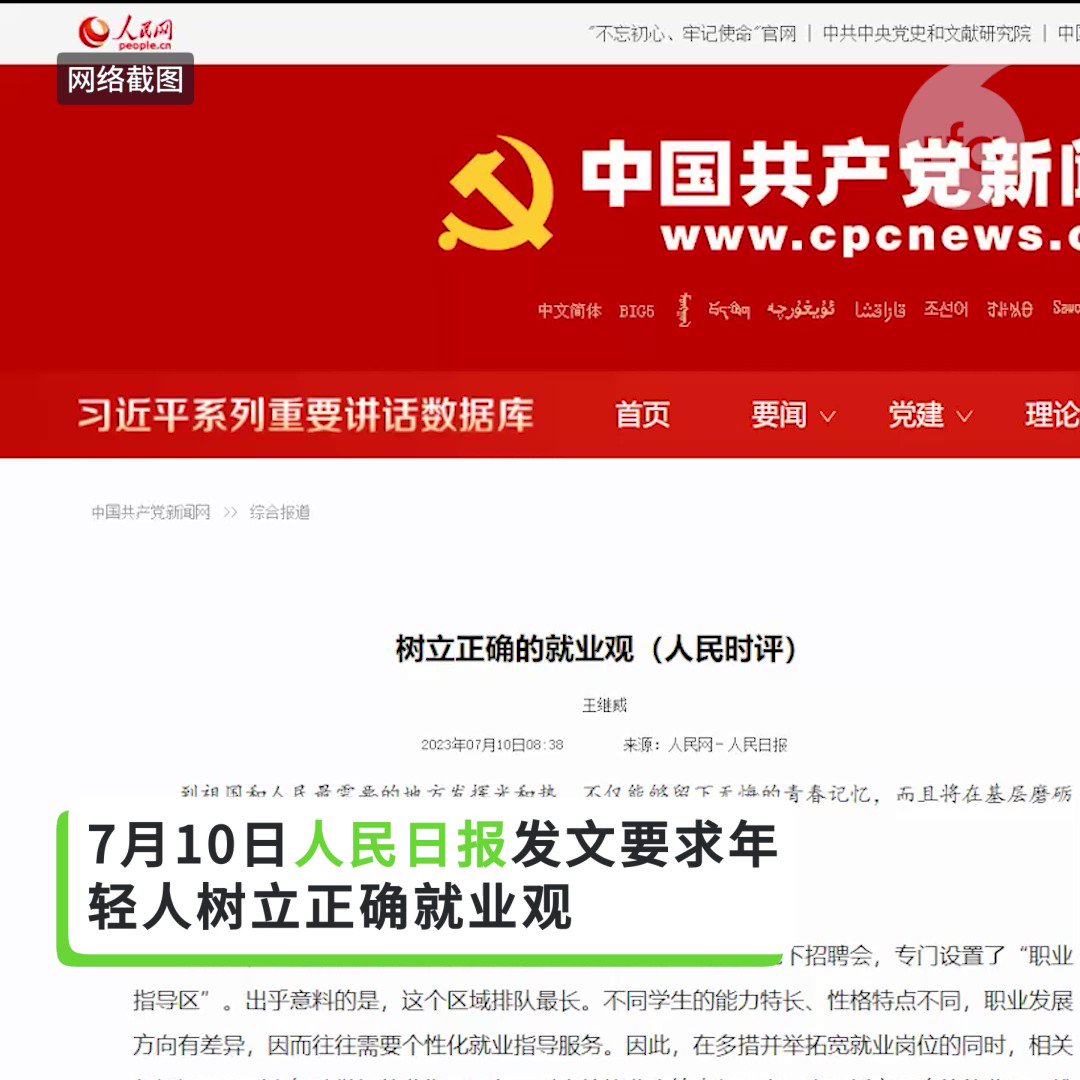 人民网
people.cn
"不忘初心、牢记使命"官网 | 中共中央党史和文献研究院 | 中
网络截图
rfa
中国共产党新
www.cpcnews.
中文简体 BIG5 قازاقشا 조선어
习近平系列重要讲话数据库 首页 要闻 党建 理论
中国共产党新闻网 >> 综合报道
树立正确的就业观（人民时评）
王继威
2023年07月10日08:38 来源：人民网-人民日报
到祖国和人民最需要的地方发挥光和热，不仅能够留下无悔的青春记忆，而且将在基层磨砺
7月10日人民日报发文要求年
轻人树立正确就业观
下招聘会，专门设置了“职业
指导区”。出乎意料的是，这个区域排队最长。不同学生的能力特长、性格特点不同，职业发展
方向有差异，因而往往需要个性化就业指导服务。因此，在多措并举拓宽就业岗位的同时，相关